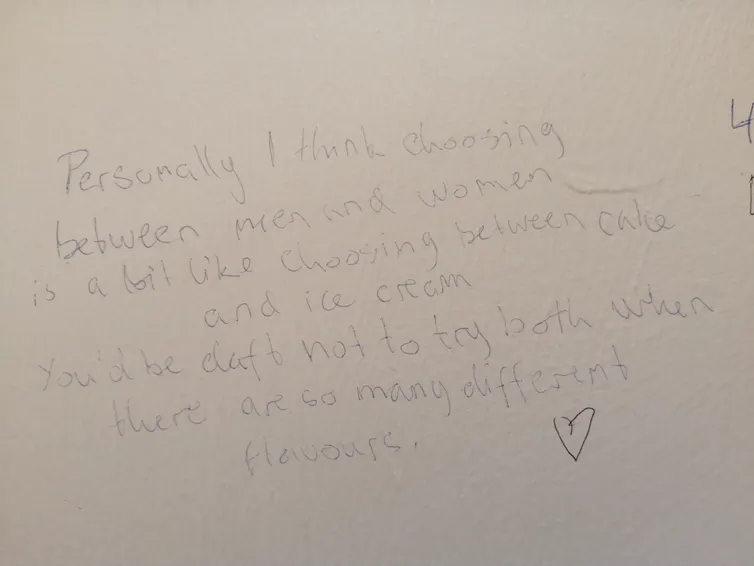 Personally I think choosing
between men and women
is a bit like choosing between cake
and ice cream
You'd be daft not to try both when
there are so many different
flavours.
4